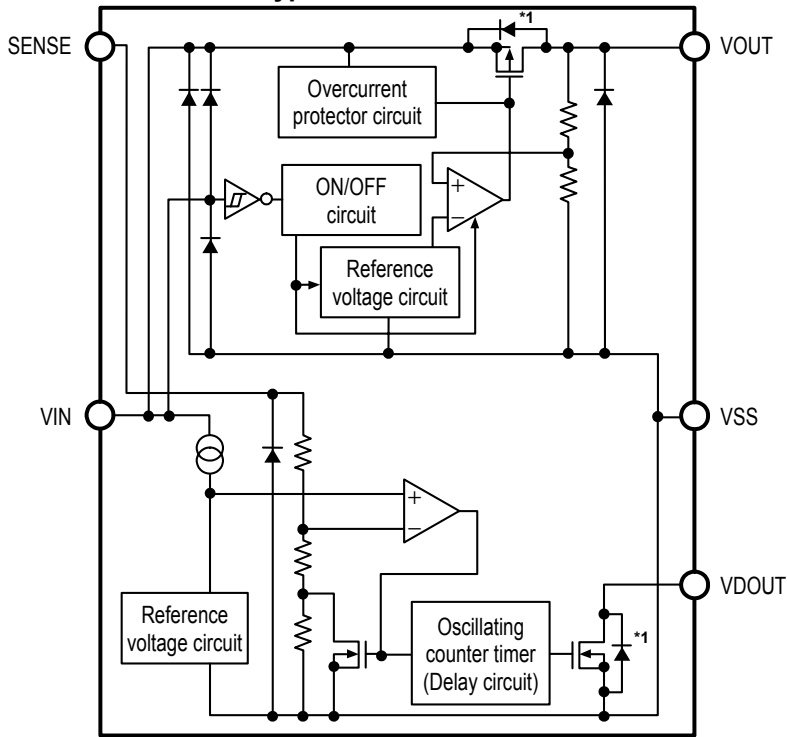 *1
SENSE
VOUT
Overcurrent
protector circuit
ON/OFF
circuit
+
−
Reference
voltage circuit
VIN
VSS
+
−
VDOUT
Reference
voltage circuit
Oscillating
counter timer
(Delay circuit)
*1